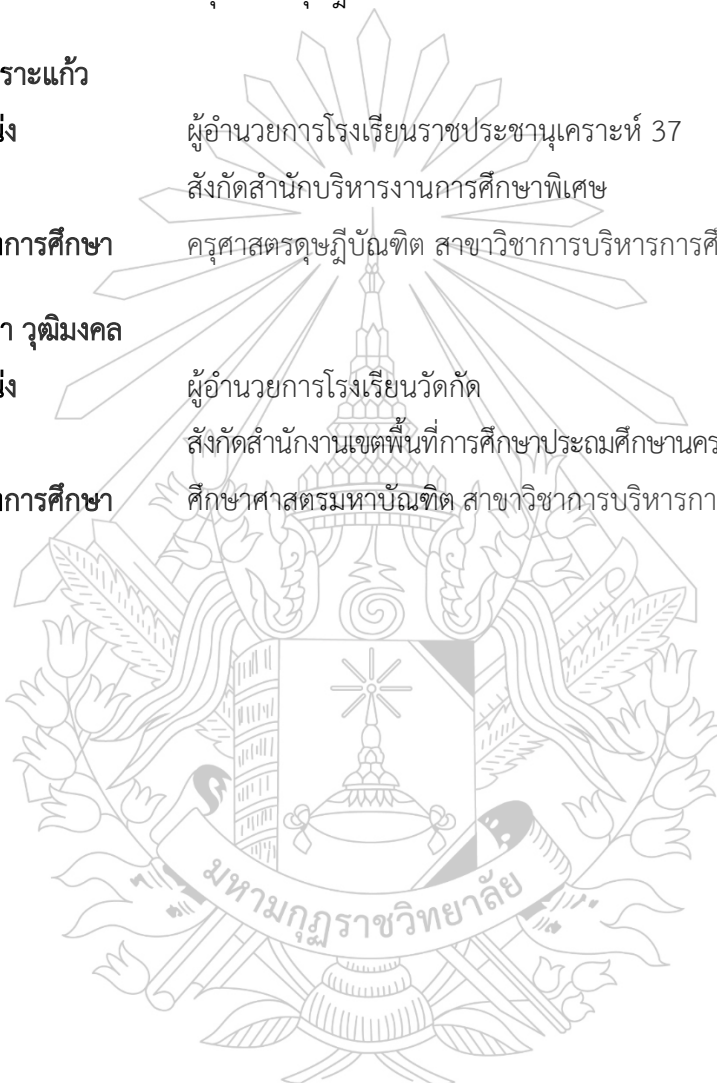 ราะแก้ว
ผู้อำนวยการโรงเรียนราชประชานุเคราะห์ 37
สังกัดสำนักบริหารงานการศึกษาพิเศษ
การศึกษา ครุศาสตรดุษฎีบัณฑิต สาขาวิชาการบริหารการศึ
า วุฒิมงคล
ผู้อำนวยการโรงเรียนวัดกัด
สังกัดสำนักงานเขตพื้นที่การศึกษาประถมศึกษานคร
การศึกษา ศึกษาศาสตรมหาบัณฑิต สาขาวิชาการบริหารกา
มหามกุฏราชวิทยาลัย